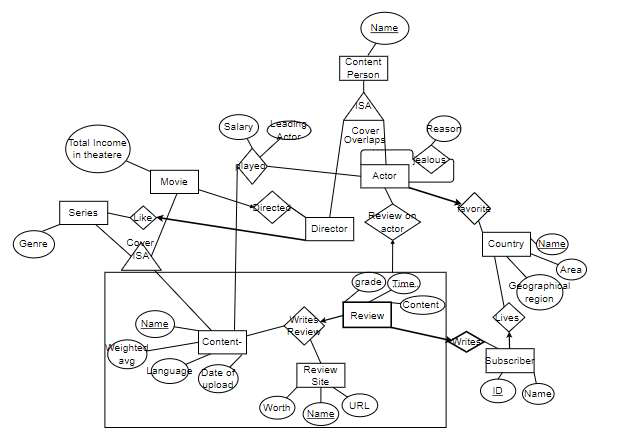 Name
Content
Person
ISA
Cover
Overlaps
Salary
Leading
Actor
Reason
Total Income
in theatere
played
jealous
Movie
Actor
Series
Like
Directed
Director
Review on
actor
favorite
Genre
Cover
ISA
Country
Name
Area
Geographical
region
grade
Time
Content
Name
Writes
Review
Review
Lives
Weighted
avg
Content-
Writes
Language
Date of
upload
Review
Site
Subscriber
Worth
Name
URL
ID
Name